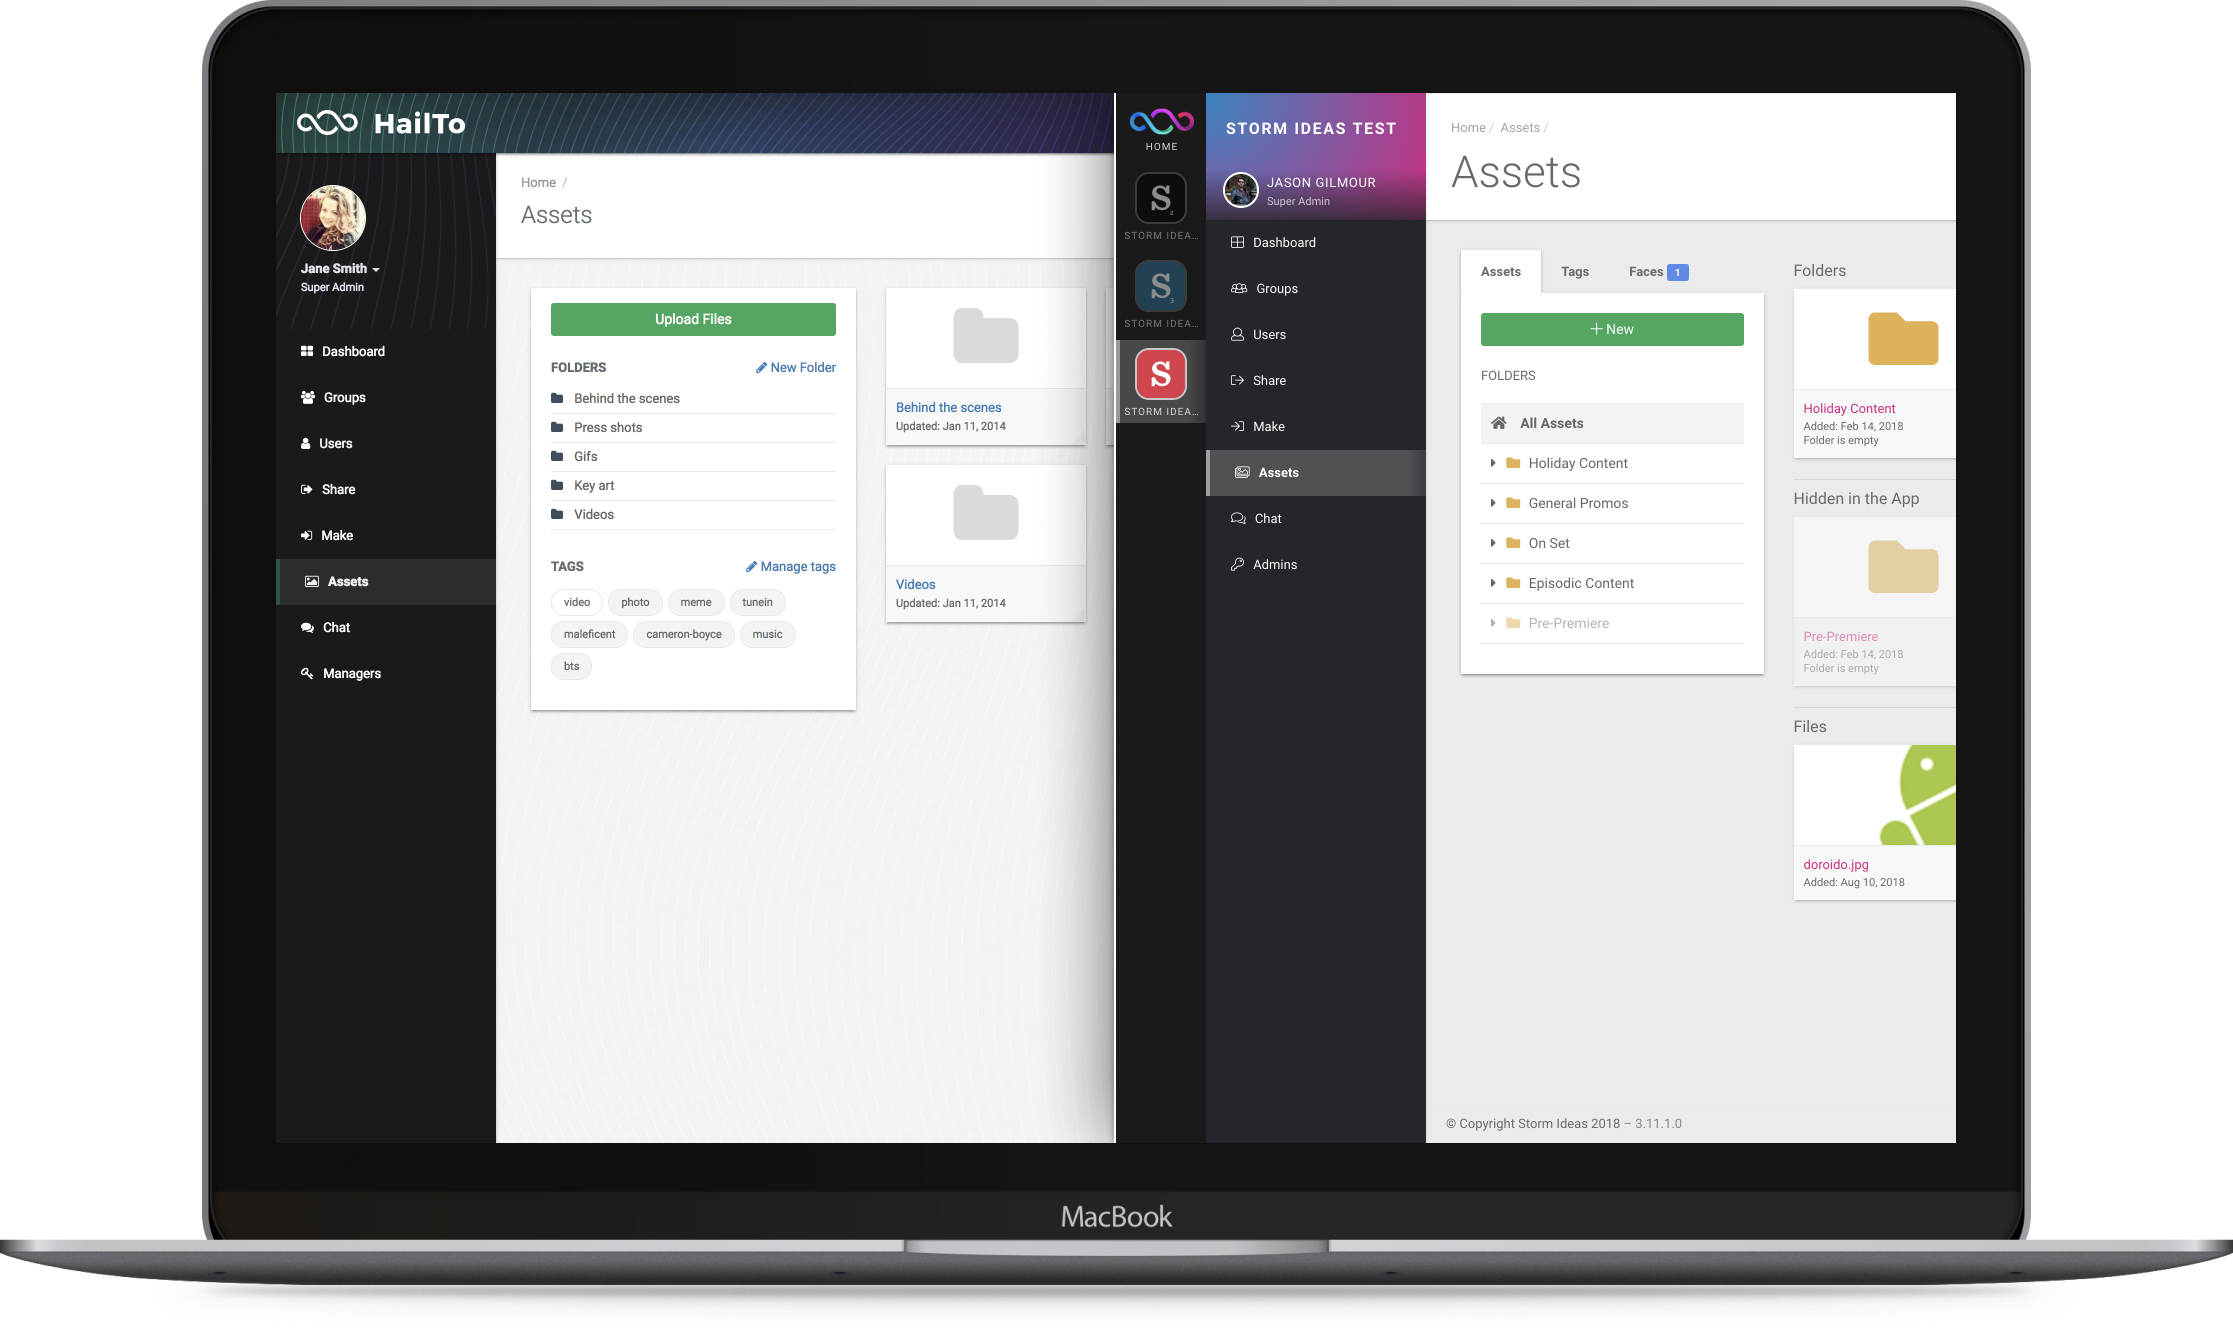 HailTo
Jane Smith
Super Admin
Dashboard
Groups
Users
Share
Make
Assets
Chat
Managers
Home /
Assets
Upload Files
FOLDERS
New Folder
Behind the scenes
Press shots
Gifs
Key art
Videos
TAGS
Manage tags
video photo meme tunein
maleficent cameron-boyce music
bts
Behind the scenes
Updated: Jan 11, 2014
Videos
Updated: Jan 11, 2014
HOME
S2
STORM IDEA...
S3
STORM IDEA...
S
STORM IDEA...
STORM IDEAS TEST
JASON GILMOUR
Super Admin
Dashboard
Groups
Users
Share
Make
Assets
Chat
Admins
Home / Assets /
Assets
Assets Tags Faces 1
+ New
FOLDERS
All Assets
Holiday Content
General Promos
On Set
Episodic Content
Pre-Premiere
Folders
Holiday Content
Added: Feb 14, 2018
Folder is empty
Hidden in the App
Pre-Premiere
Added: Feb 14, 2018
Folder is empty
Files
doroido.jpg
Added: Aug 10, 2018
© Copyright Storm Ideas 2018 – 3.11.1.0
MacBook